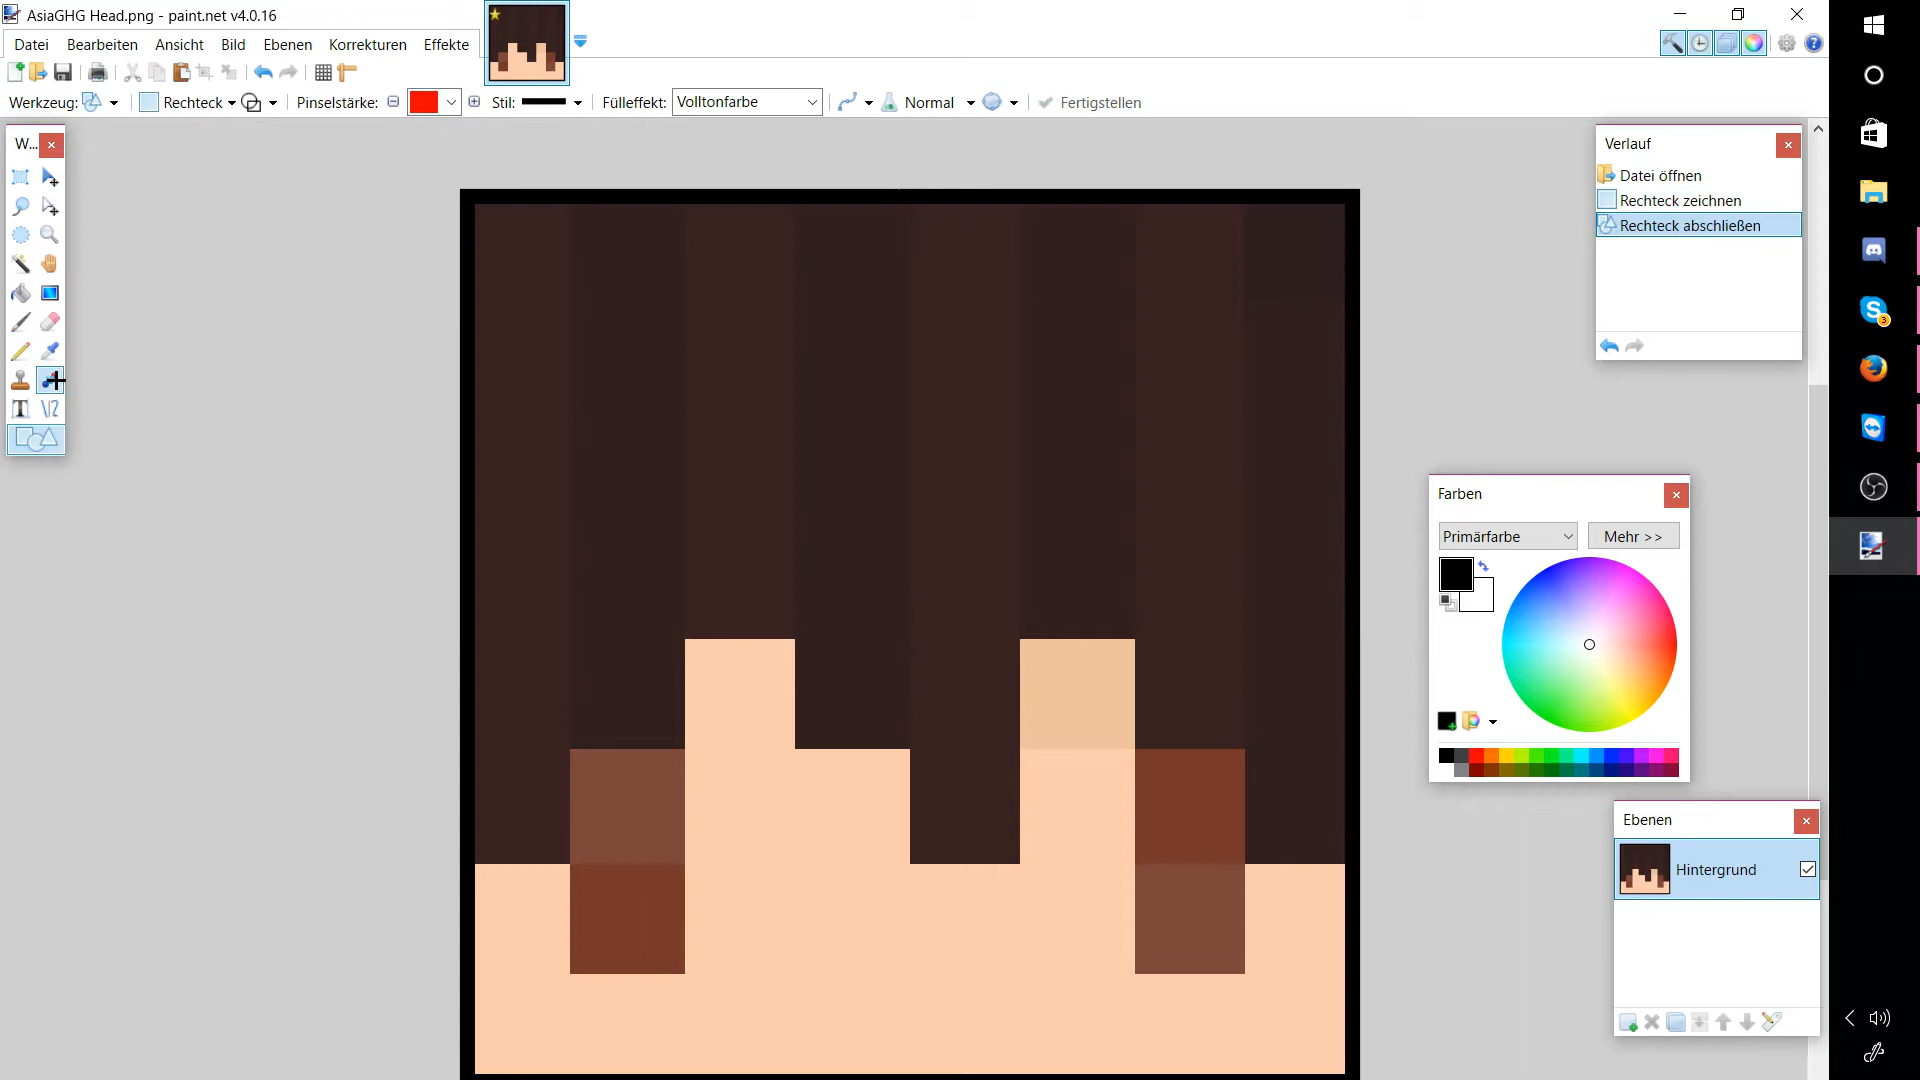 AsiaGHG Head.png - paint.net v4.0.16
Datei Bearbeiten Ansicht Bild Ebenen Korrekturen Effekte
Werkzeug: Rechteck Pinselstärke: Stil: Fülleffekt: Volltonfarbe Normal Fertigstellen
W...
Verlauf
Datei öffnen
Rechteck zeichnen
Rechteck abschließen
Farben
Primärfarbe Mehr >>
Ebenen
Hintergrund